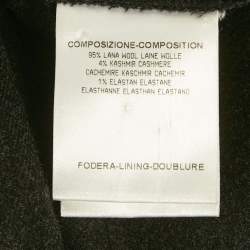 COMPOSIZIONE-COMPOSITION
95% LANA WOOL LAINE WOLLE
4% KASHMIR CASHMERE
CACHEMIRE KASCHMIR CACHEMIR
1% ELASTAN ELASTANE
ELASTHANNE ELASTHAN ELASTANO
FODERA-LINING-DOUBLURE